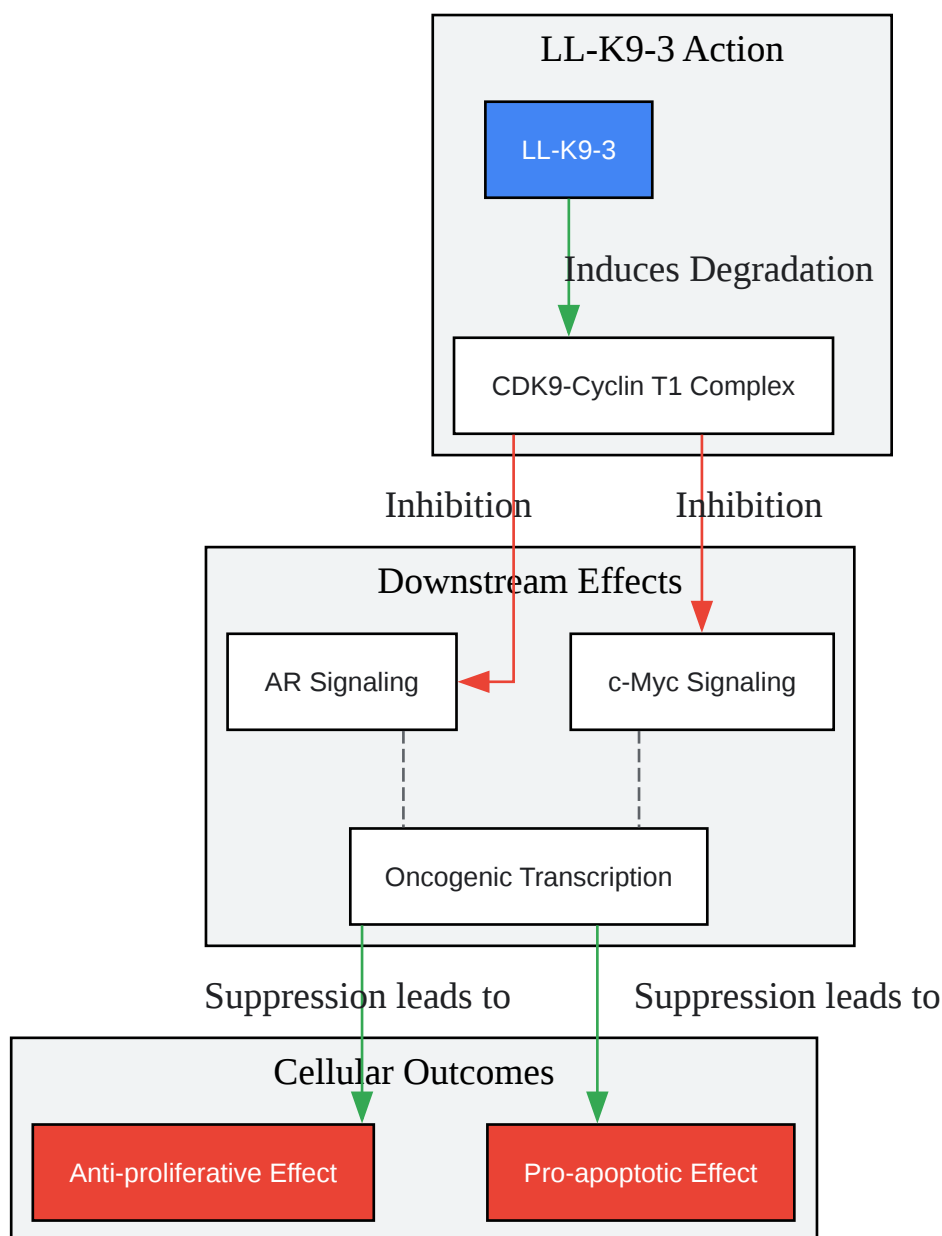 LL-K9-3 Action
LL-K9-3
Induces Degradation
CDK9-Cyclin T1 Complex
Inhibition
Inhibition
Downstream Effects
AR Signaling
c-Myc Signaling
Oncogenic Transcription
Suppression leads to
Suppression leads to
Cellular Outcomes
Anti-proliferative Effect
Pro-apoptotic Effect